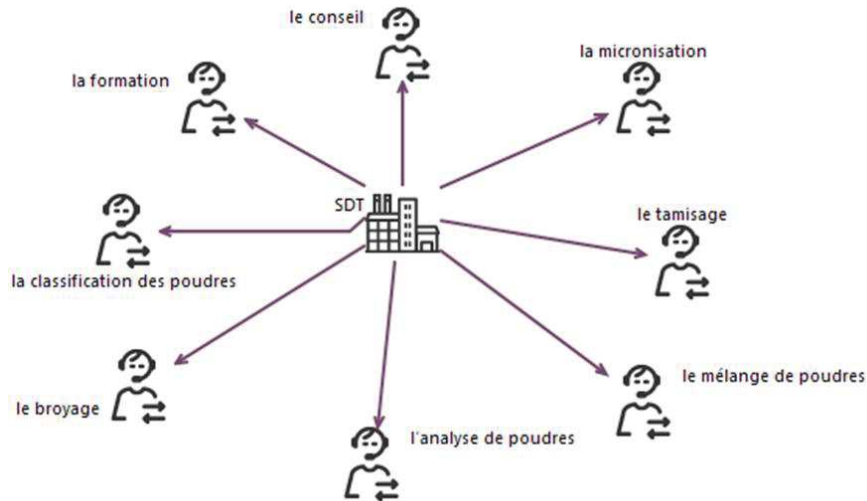 le conseil
la micronisation
la formation
SDT
le tamisage
la classification des poudres
le mélange de poudres
le broyage
l'analyse de poudres